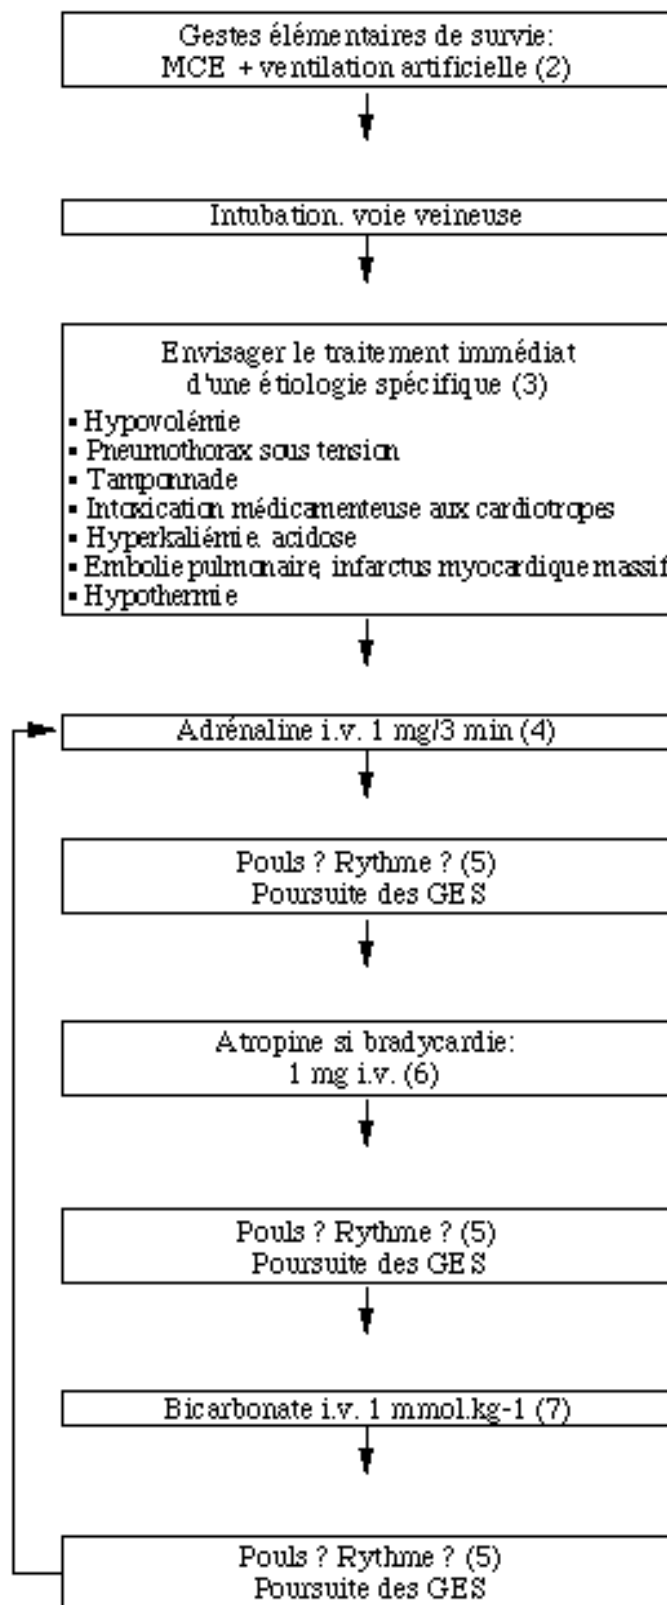 Gestes élémentaires de survie:
MCE + ventilation artificielle (2)
Intubation. voie veineuse
Envisager le traitement immédiat
d'une étiologie spécifique (3)
▪ Hypovolémie
▪ Pneumothorax sous tension
▪ Tamponnade
▪ Intoxication médicamenteuse aux cardiotropes
▪ Hyperkaliémie, acidose
▪ Embolie pulmonaire, infarctus myocardique massif
▪ Hypothermie
Adrénaline i.v. 1 mg/3 min (4)
Pouls ? Rythme ? (5)
Poursuite des GES
Atropine si bradycardie:
1 mg i.v. (6)
Pouls ? Rythme ? (5)
Poursuite des GES
Bicarbonate i.v. 1 mmol.kg-1 (7)
Pouls ? Rythme ? (5)
Poursuite des GES